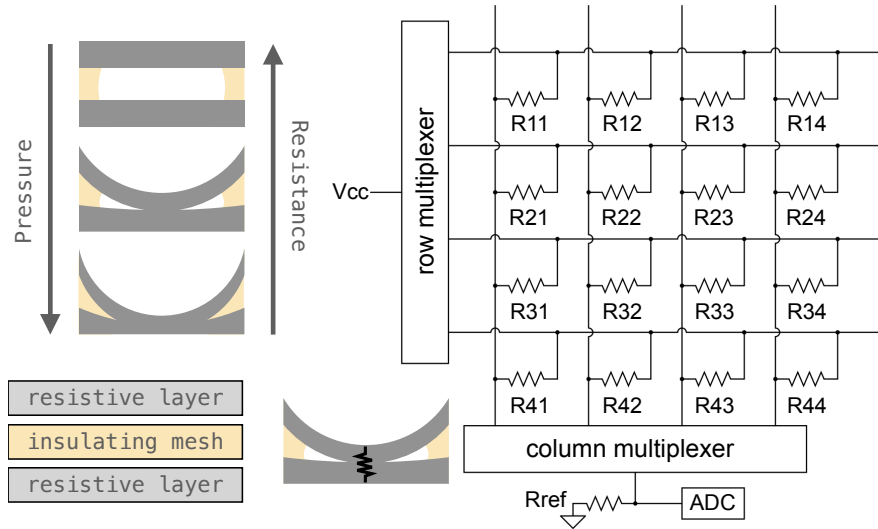 Pressure
Resistance
resistive layer
insulating mesh
resistive layer
Vcc
row multiplexer
R11 R12 R13 R14
R21 R22 R23 R24
R31 R32 R33 R34
R41 R42 R43 R44
column multiplexer
Rref
ADC